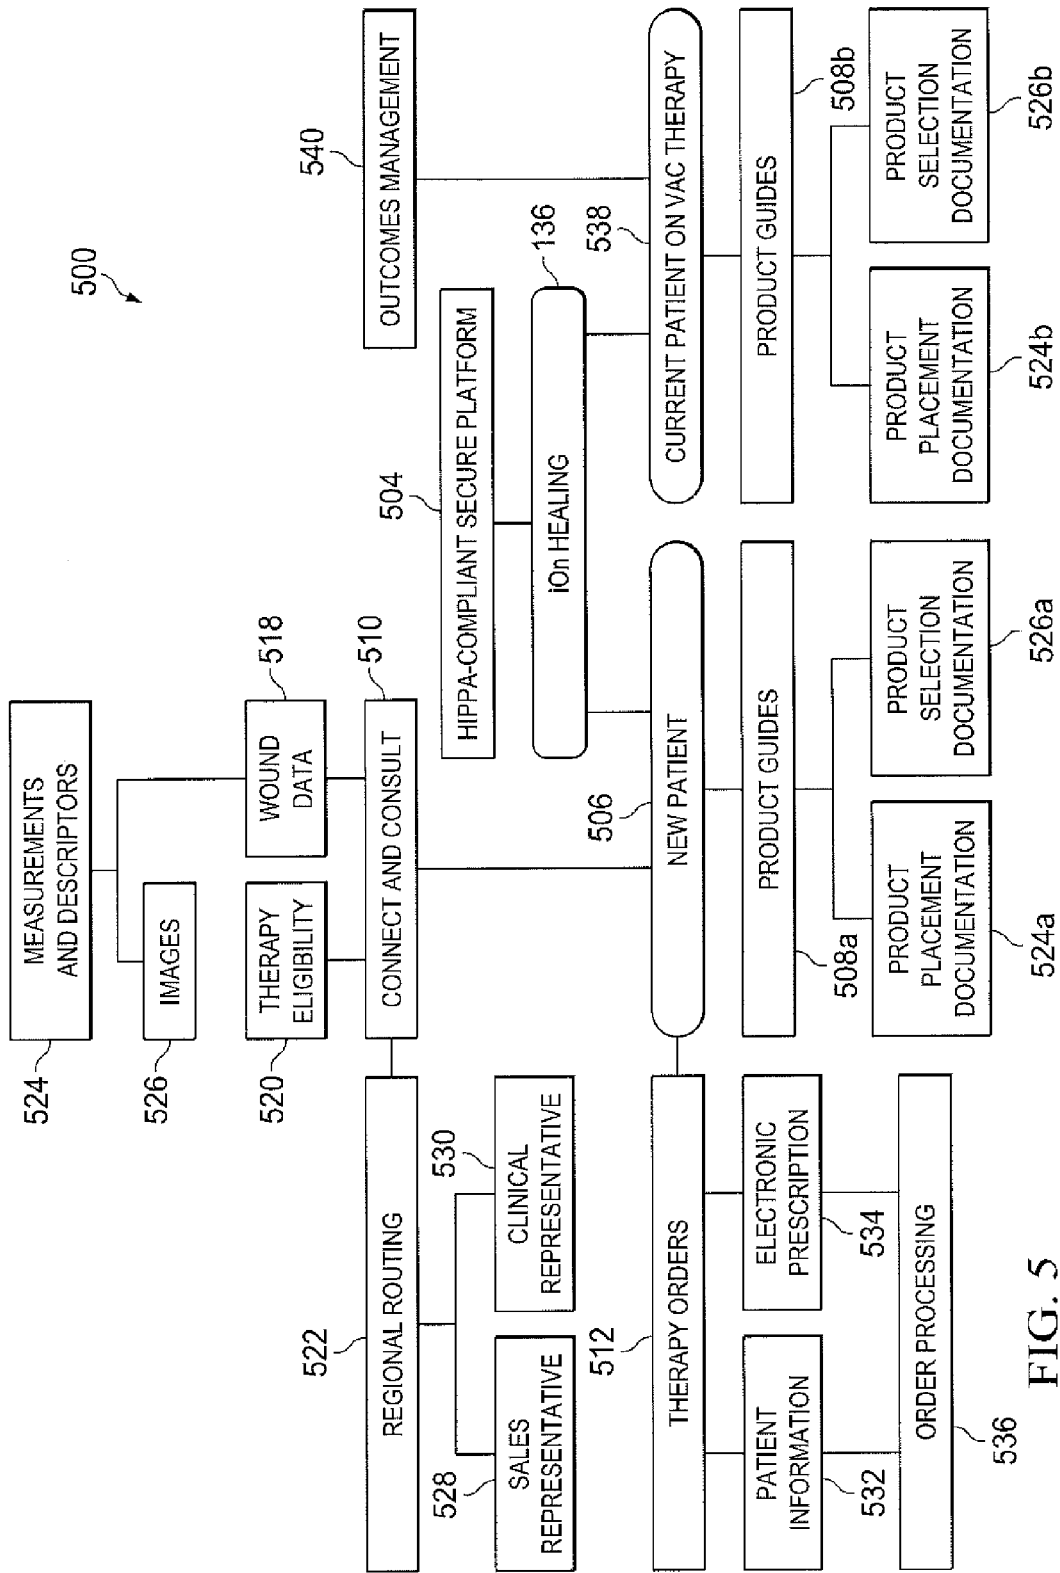 500
524
MEASUREMENTS
AND DESCRIPTORS
526
IMAGES
518
WOUND
DATA
520
THERAPY
ELIGIBILITY
510
CONNECT AND CONSULT
522
REGIONAL ROUTING
528
SALES
REPRESENTATIVE
530
CLINICAL
REPRESENTATIVE
540
OUTCOMES MANAGEMENT
504
HIPPA-COMPLIANT SECURE PLATFORM
136
iOn HEALING
512
THERAPY ORDERS
506
NEW PATIENT
538
CURRENT PATIENT ON VAC THERAPY
PATIENT
INFORMATION
532
ELECTRONIC
PRESCRIPTION
534
ORDER PROCESSING
536
PRODUCT GUIDES
508a
PRODUCT GUIDES
508b
PRODUCT
PLACEMENT
DOCUMENTATION
524a
PRODUCT
SELECTION
DOCUMENTATION
526a
PRODUCT
PLACEMENT
DOCUMENTATION
524b
PRODUCT
SELECTION
DOCUMENTATION
526b
FIG. 5